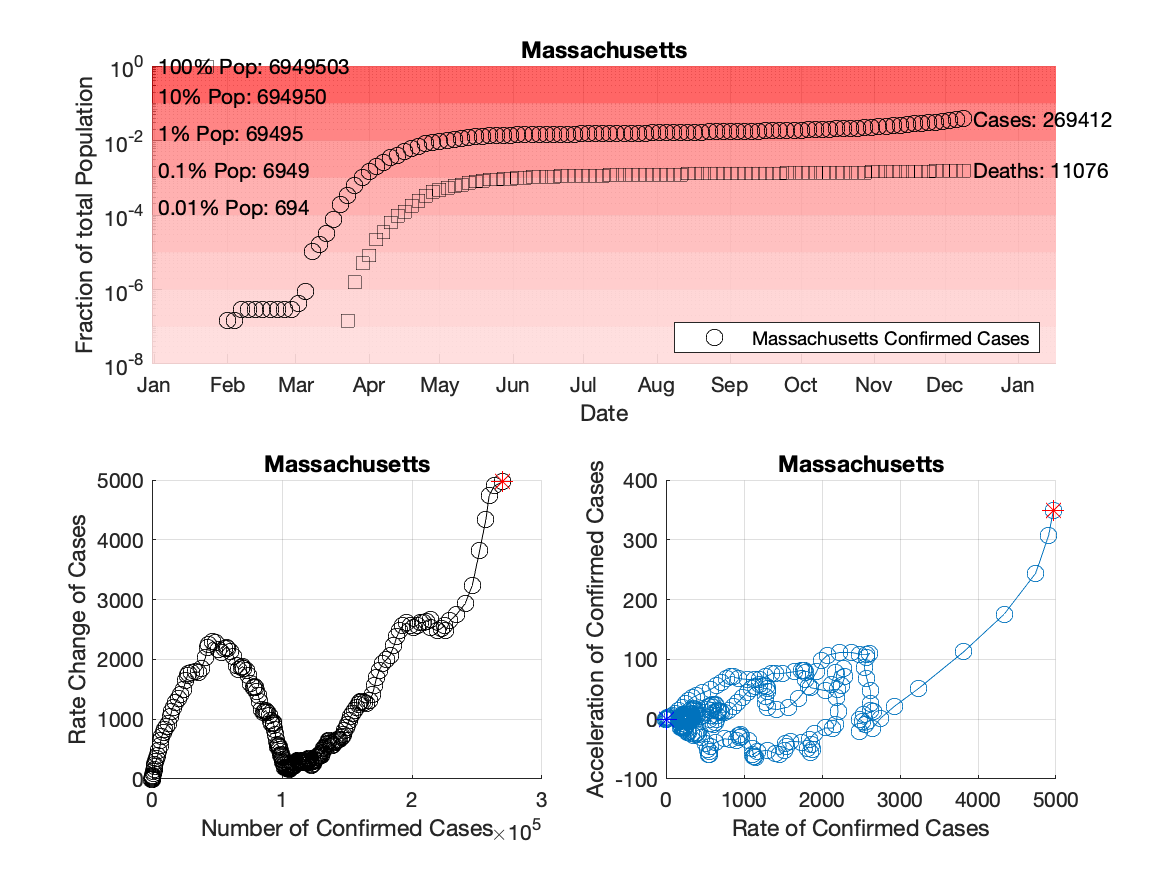 Massachusetts
Fraction of total Population
10^0
10^-2
10^-4
10^-6
10^-8
100% Pop: 6949503
10% Pop: 694950
1% Pop: 69495
0.1% Pop: 6949
0.01% Pop: 694
Cases: 269412
Deaths: 11076
Massachusetts Confirmed Cases
Jan Feb Mar Apr May Jun Jul Aug Sep Oct Nov Dec Jan
Date
Massachusetts
Rate Change of Cases
5000
4000
3000
2000
1000
0
0 1 2 3
Number of Confirmed Cases ×10^5
Massachusetts
Acceleration of Confirmed Cases
400
300
200
100
0
-100
0 1000 2000 3000 4000 5000
Rate of Confirmed Cases